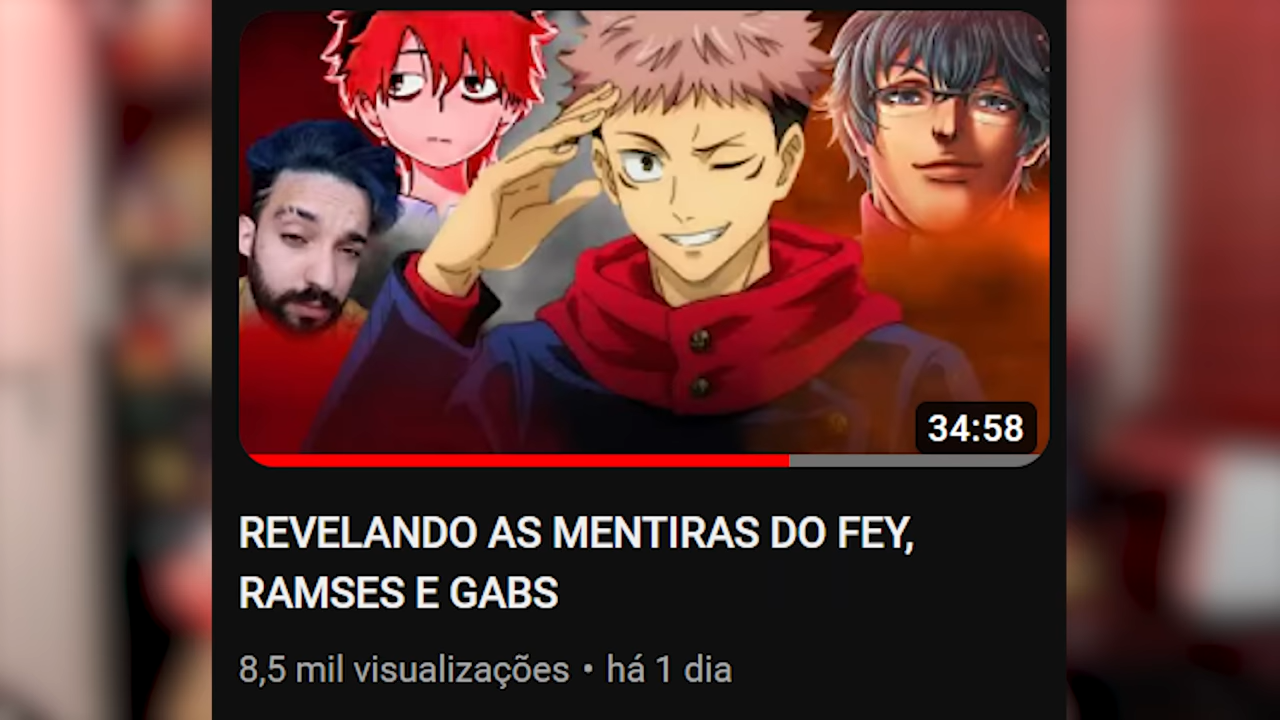 34:58
REVELANDO AS MENTIRAS DO FEY,
RAMSES E GABS
8,5 mil visualizações • há 1 dia